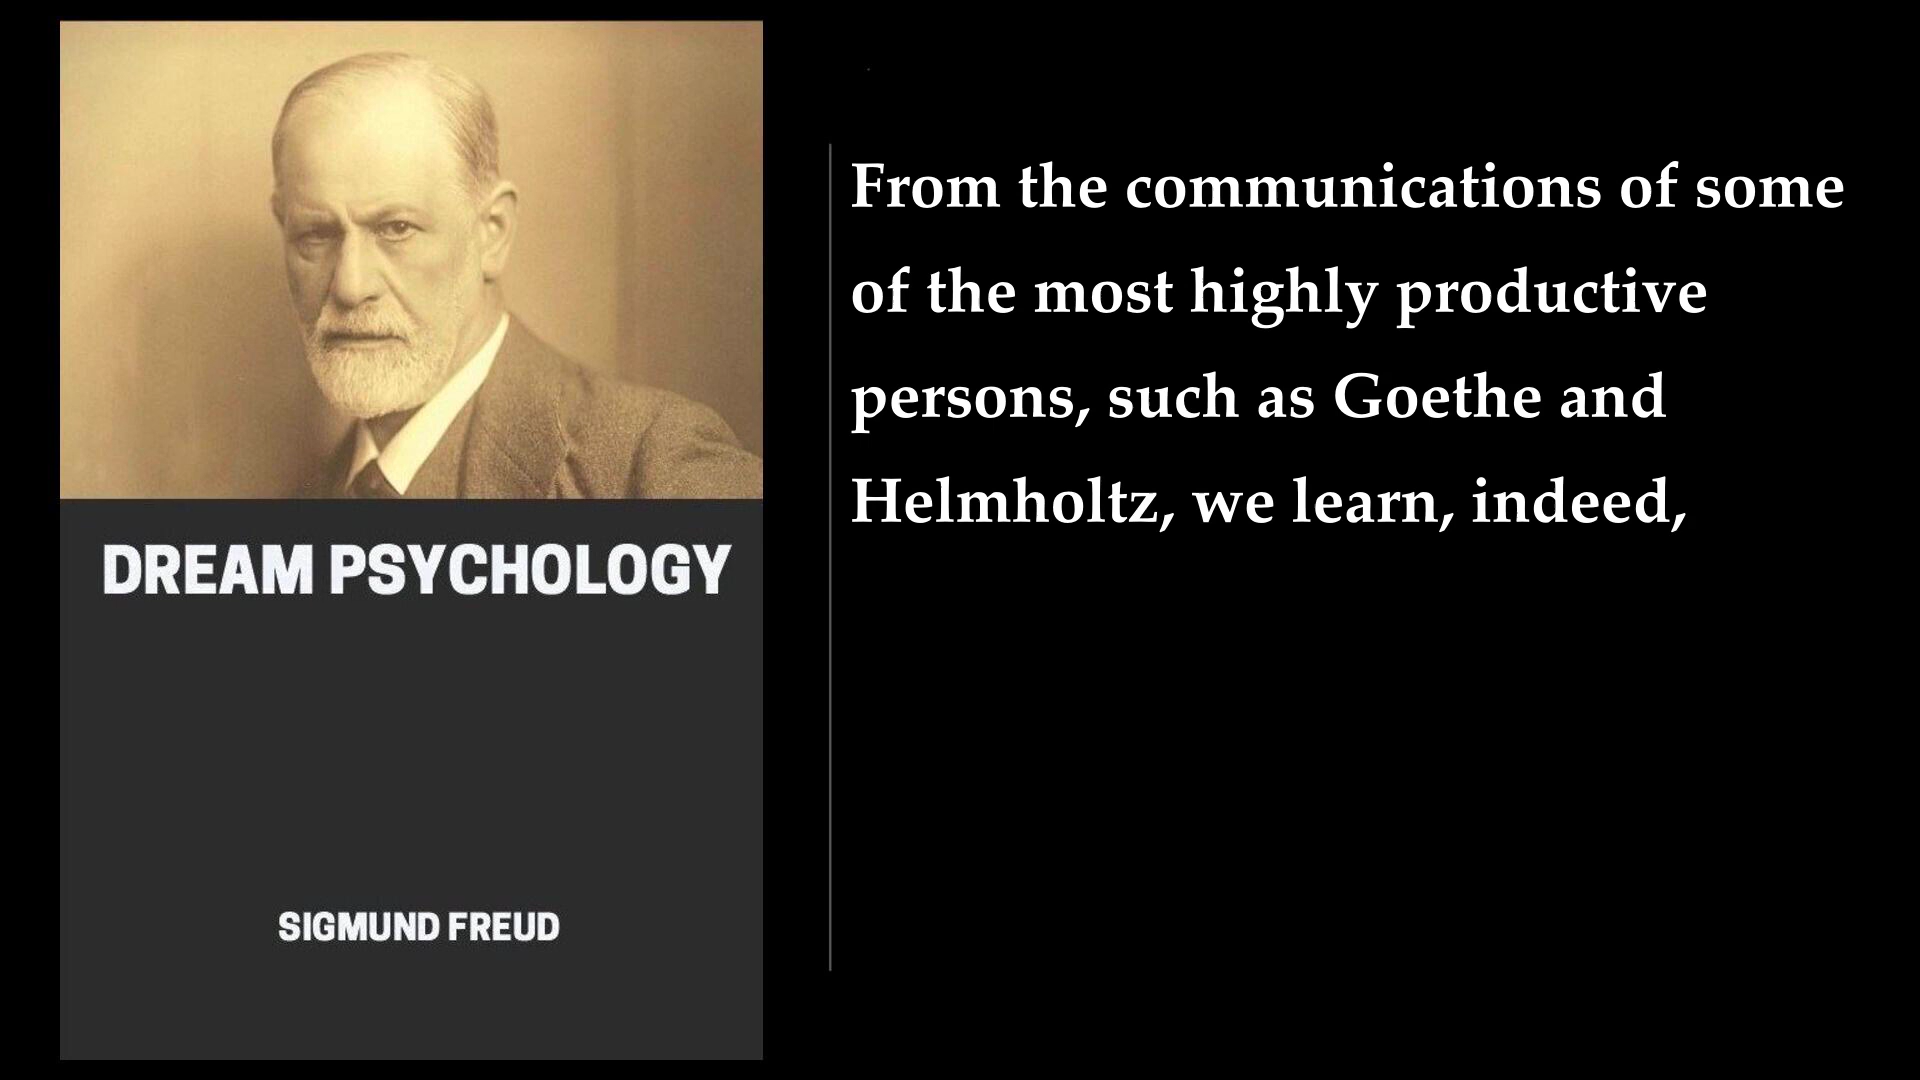 DREAM PSYCHOLOGY
SIGMUND FREUD
From the communications of some
of the most highly productive
persons, such as Goethe and
Helmholtz, we learn, indeed,